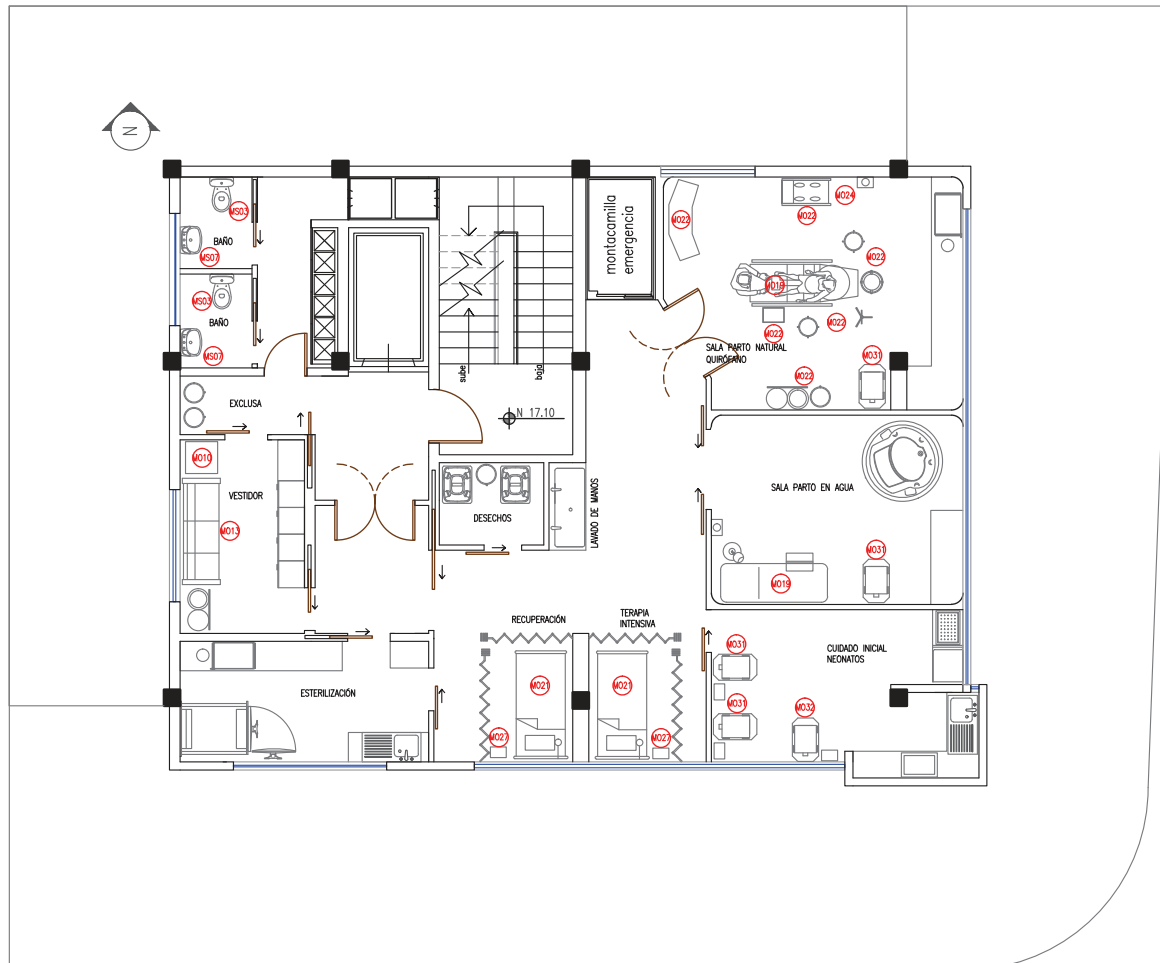 N
MS03
BAÑO
MS07
MS03
BAÑO
MS07
EXCLUSA
MO10
VESTIDOR
MO13
ESTERILIZACIÓN
sube
baja
N 17.10
DESECHOS
LAVADO DE MANOS
montacamilla
emergencia
MO22
MO22
MO24
MO22
MO19
MO22
MO22
SALA PARTO NATURAL
QUIRÓFANO
MO22
MO31
SALA PARTO EN AGUA
MO31
MO19
RECUPERACIÓN
TERAPIA
INTENSIVA
MO21
MO21
MO27
MO27
CUIDADO INICIAL
NEONATOS
MO31
MO31
MO32